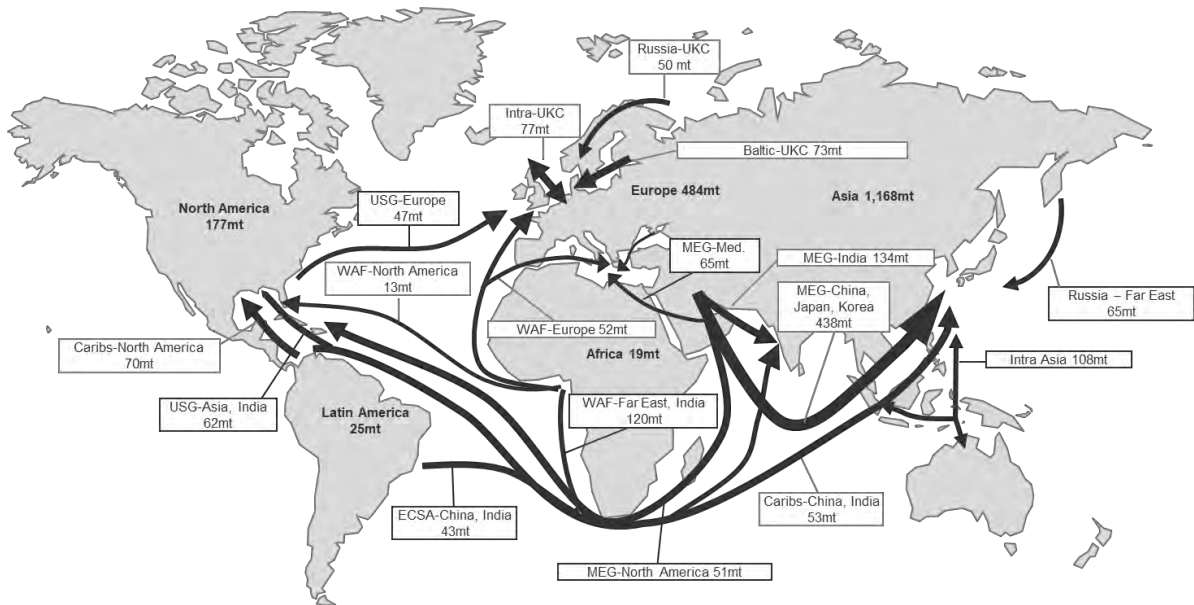 Russia-UKC
50 mt
Intra-UKC
77mt
Baltic-UKC 73mt
Europe 484mt
Asia 1,168mt
North America
177mt
USG-Europe
47mt
MEG-Med.
65mt
MEG-India 134mt
WAF-North America
13mt
MEG-China,
Japan, Korea
438mt
Russia – Far East
65mt
WAF-Europe 52mt
Africa 19mt
Caribs-North America
70mt
Intra Asia 108mt
USG-Asia, India
62mt
Latin America
25mt
WAF-Far East, India
120mt
ECSA-China, India
43mt
Caribs-China, India
53mt
MEG-North America 51mt